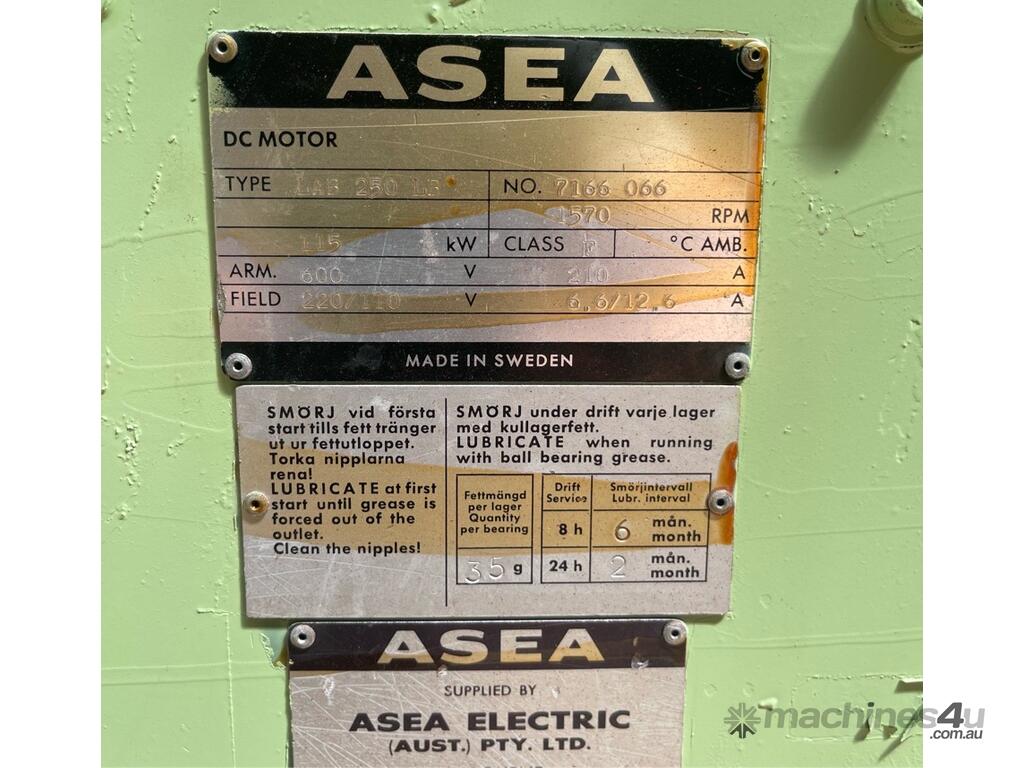 ASEA
DC MOTOR
TYPE 250 NO. 7166 066
1570 RPM
115 kW CLASS F °C AMB.
ARM. 600 V 210 A
FIELD 220/110 V 6,6/12,6 A
MADE IN SWEDEN
SMÖRJ vid första
start tills fett tränger
ut ur fettutloppet.
Torka nipplarna
rena!
LUBRICATE at first
start until grease is
forced out of the
outlet.
Clean the nipples!
SMÖRJ under drift varje lager
med kullagerfett.
LUBRICATE when running
with ball bearing grease.
Fettmängd
per lager
Quantity
per bearing
35 g
Drift
Service
Smörjintervall
Lubr. interval
8 h 6 mån.
month
24 h 2 mån.
month
ASEA
SUPPLIED BY
ASEA ELECTRIC
(AUST.) PTY. LTD.
machines4u
.com.au